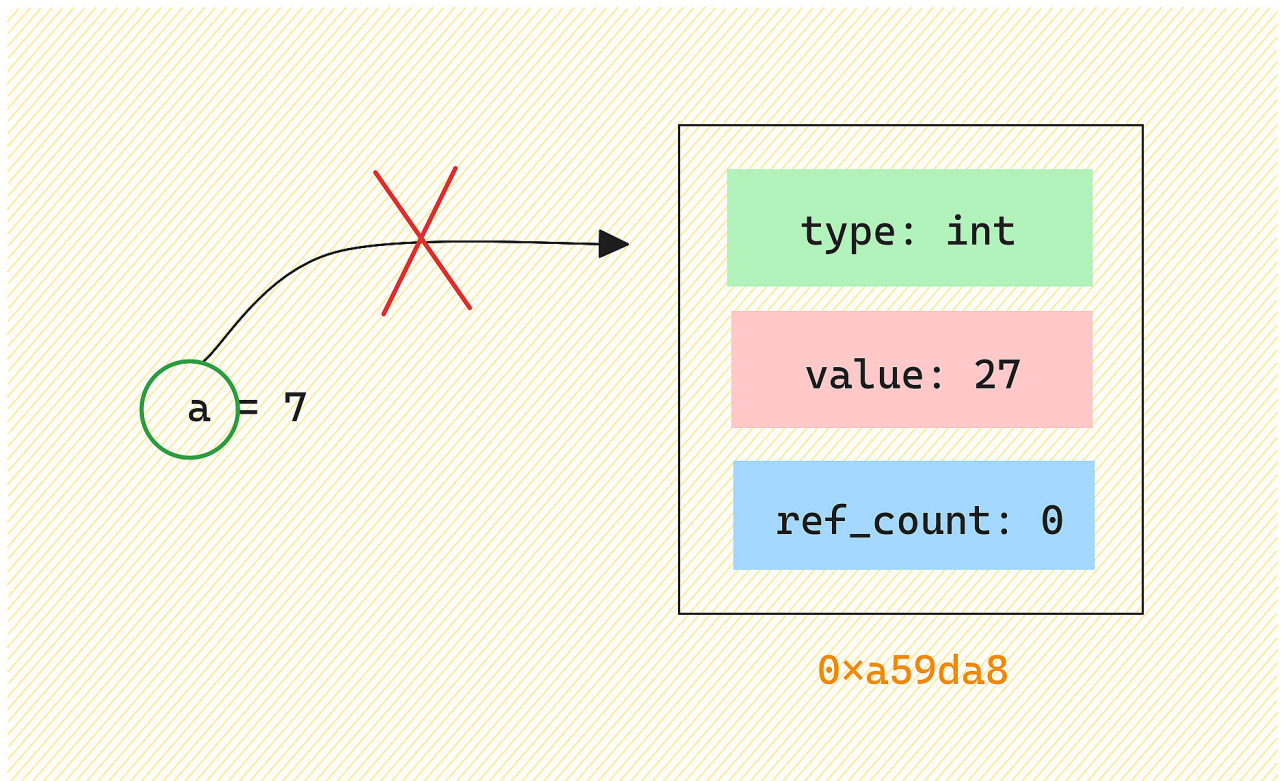 a = 7
type: int
value: 27
ref_count: 0
0×a59da8